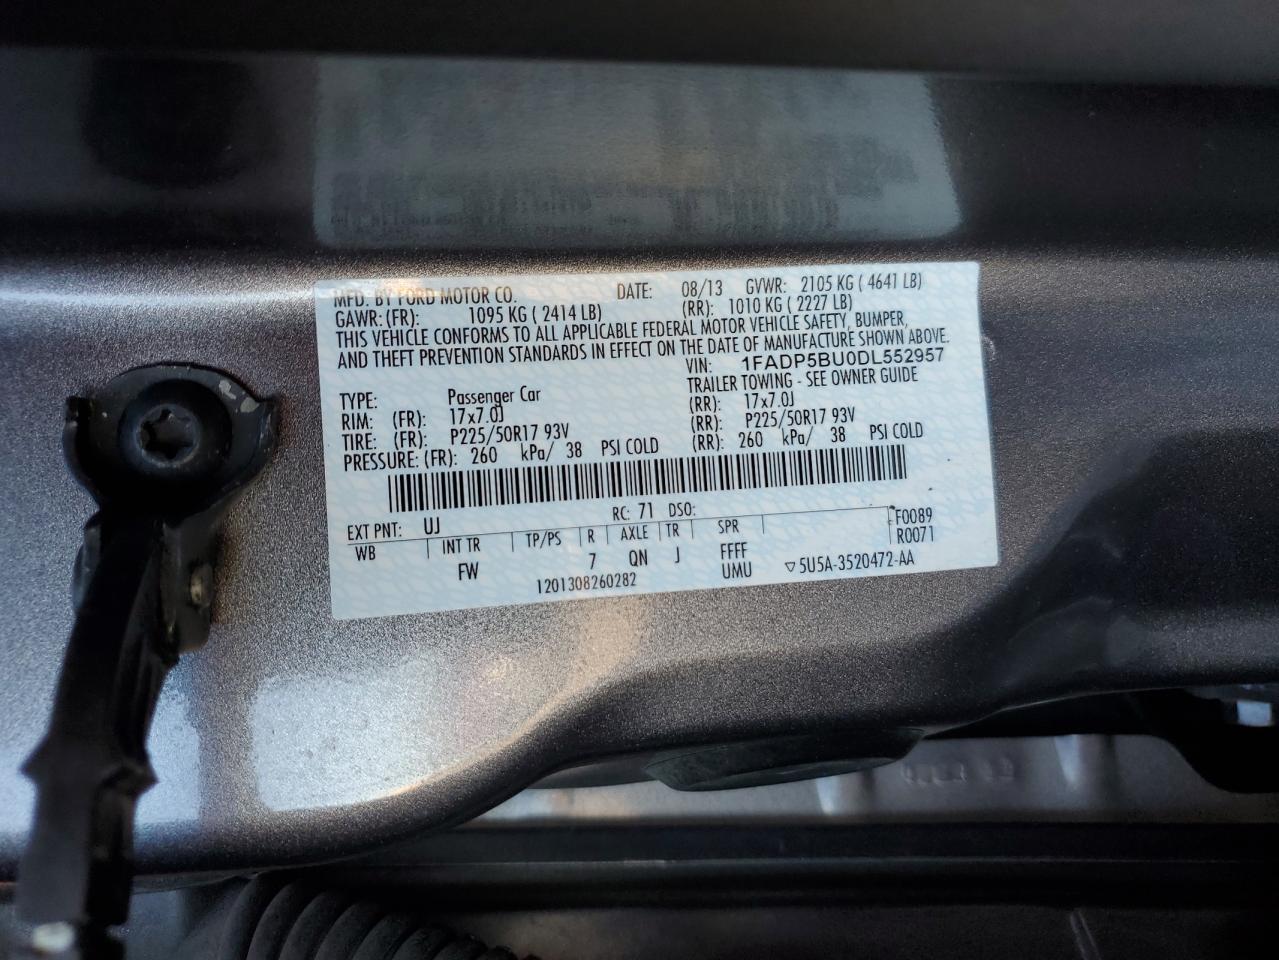 MFD. BY FORD MOTOR CO. DATE: 08/13 GVWR: 2105 KG ( 4641 LB)
GAWR: (FR): 1095 KG ( 2414 LB) (RR): 1010 KG ( 2227 LB)
THIS VEHICLE CONFORMS TO ALL APPLICABLE FEDERAL MOTOR VEHICLE SAFETY, BUMPER,
AND THEFT PREVENTION STANDARDS IN EFFECT ON THE DATE OF MANUFACTURE SHOWN ABOVE.
VIN: 1FADP5BU0DL552957
TYPE: Passenger Car TRAILER TOWING - SEE OWNER GUIDE
RIM: (FR): 17x7.0J (RR): 17x7.0J
TIRE: (FR): P225/50R17 93V (RR): P225/50R17 93V
PRESSURE: (FR): 260 kPa/ 38 PSI COLD (RR): 260 kPa/ 38 PSI COLD
EXT PNT: UJ RC: 71 DSO: F0089
WB INT TR TP/PS R AXLE TR SPR R0071
FW 7 QN J FFFF
1201308260282 UMU ▽5U5A-3520472-AA